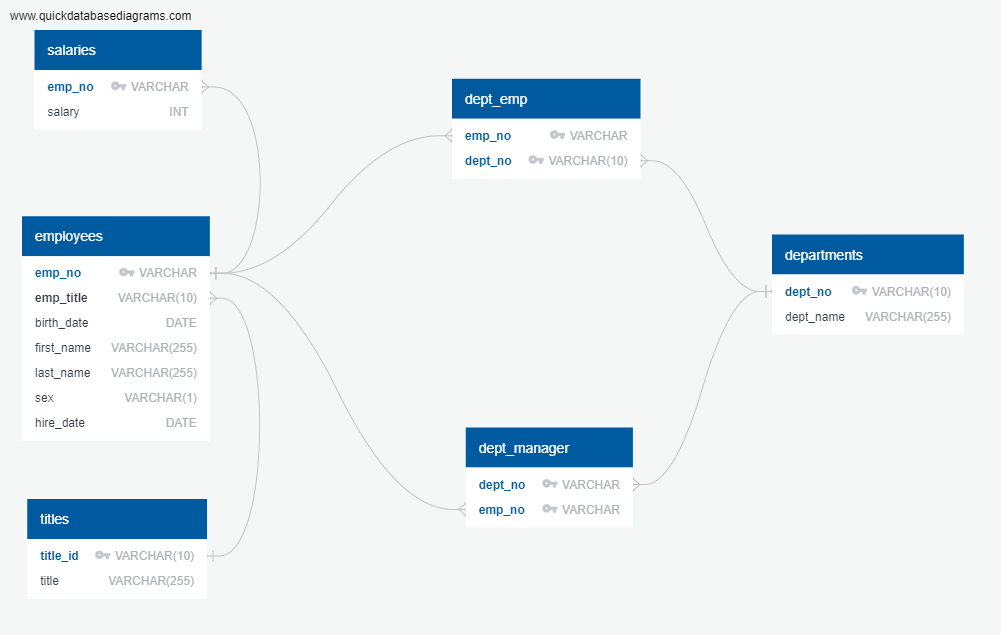 www.quickdatabasediagrams.com
salaries
emp_no VARCHAR
salary INT
employees
emp_no VARCHAR
emp_title VARCHAR(10)
birth_date DATE
first_name VARCHAR(255)
last_name VARCHAR(255)
sex VARCHAR(1)
hire_date DATE
titles
title_id VARCHAR(10)
title VARCHAR(255)
dept_emp
emp_no VARCHAR
dept_no VARCHAR(10)
dept_manager
dept_no VARCHAR
emp_no VARCHAR
departments
dept_no VARCHAR(10)
dept_name VARCHAR(255)